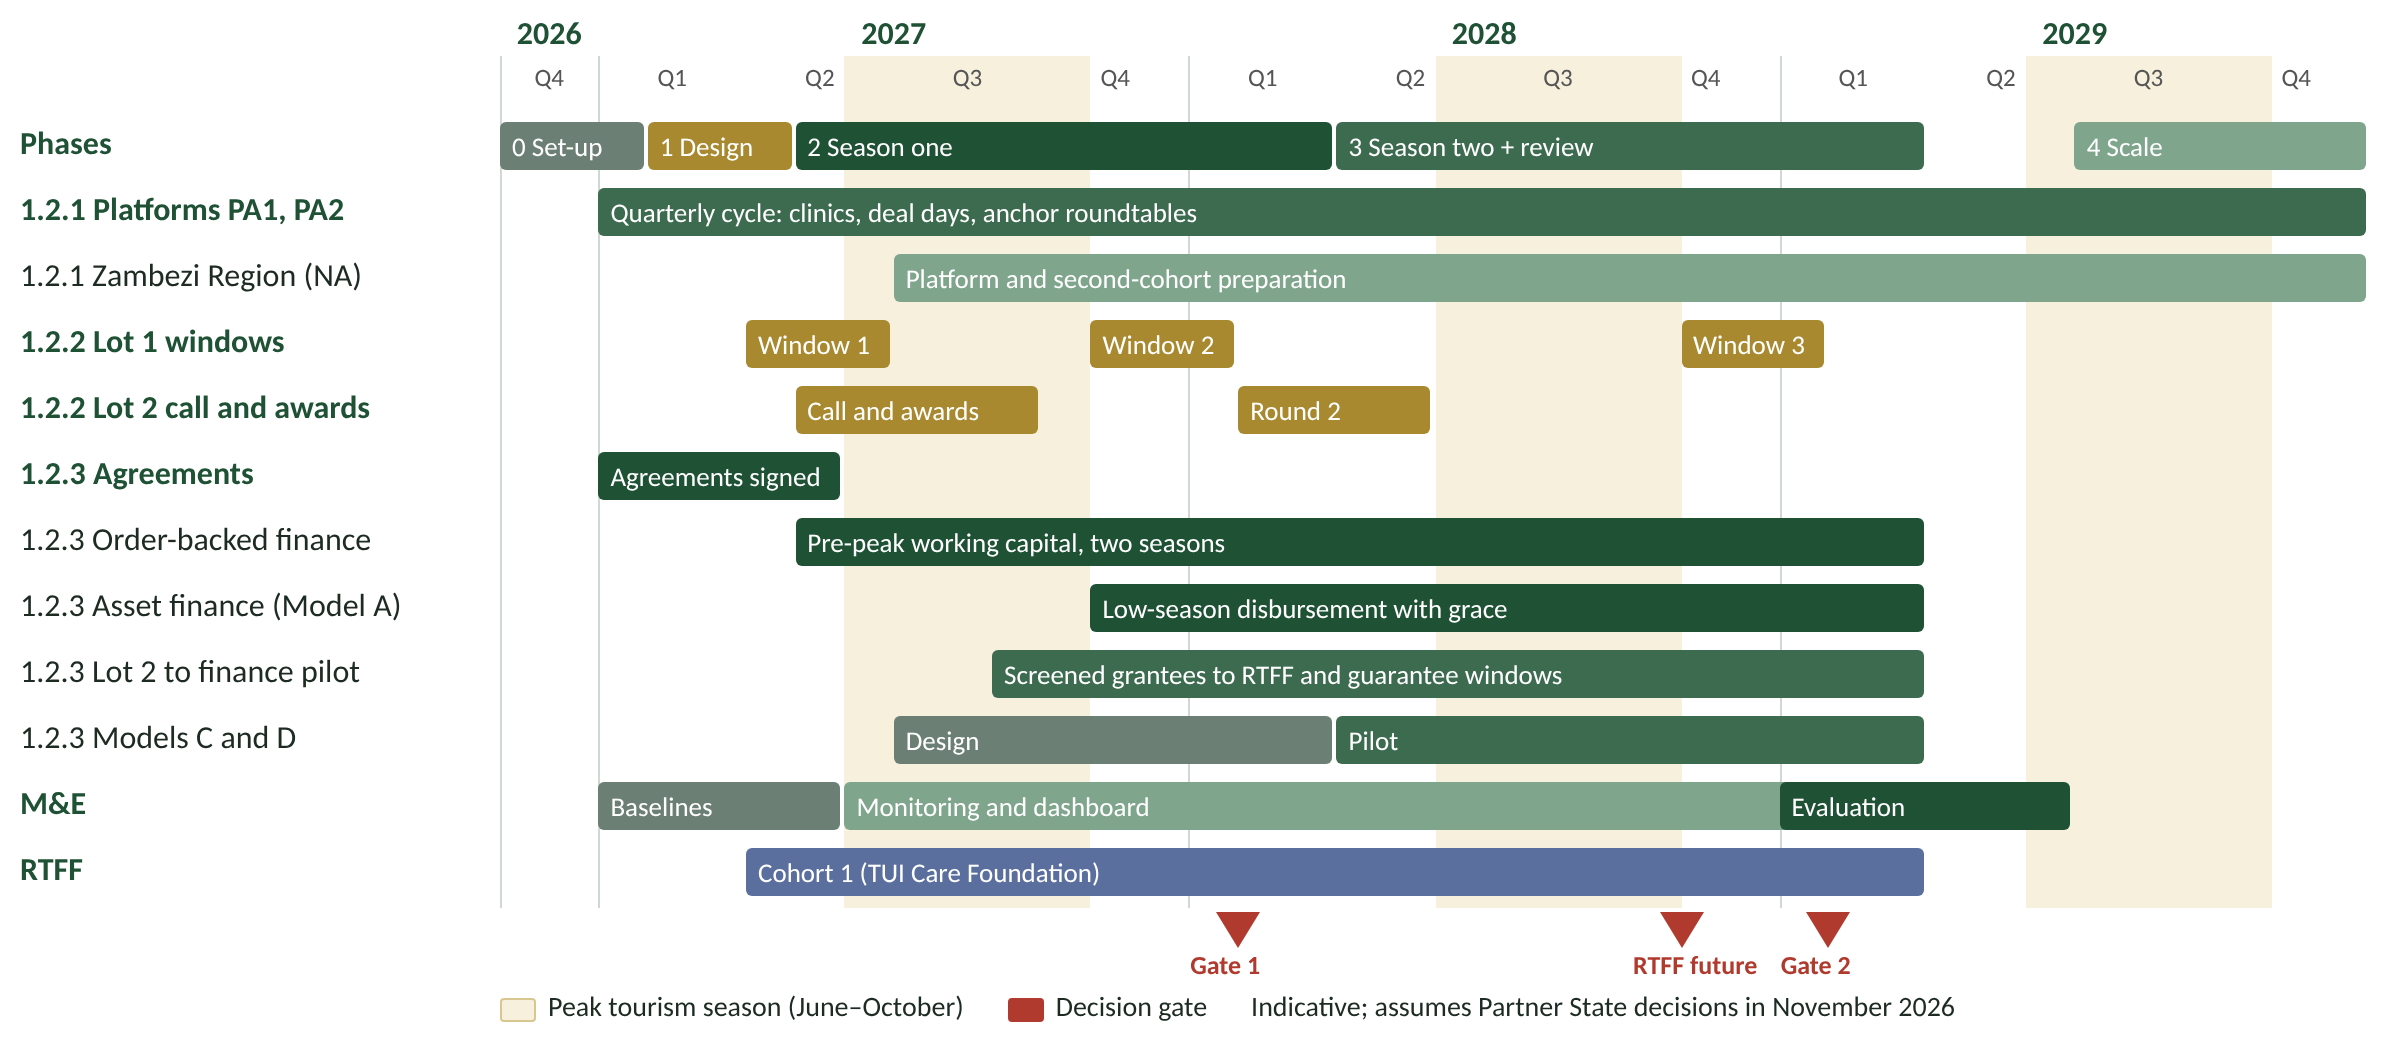 2026 2027 2028 2029
Q4 Q1 Q2 Q3 Q4 Q1 Q2 Q3 Q4 Q1 Q2 Q3 Q4
Phases 0 Set-up 1 Design 2 Season one 3 Season two + review 4 Scale
1.2.1 Platforms PA1, PA2 Quarterly cycle: clinics, deal days, anchor roundtables
1.2.1 Zambezi Region (NA) Platform and second-cohort preparation
1.2.2 Lot 1 windows Window 1 Window 2 Window 3
1.2.2 Lot 2 call and awards Call and awards Round 2
1.2.3 Agreements Agreements signed
1.2.3 Order-backed finance Pre-peak working capital, two seasons
1.2.3 Asset finance (Model A) Low-season disbursement with grace
1.2.3 Lot 2 to finance pilot Screened grantees to RTFF and guarantee windows
1.2.3 Models C and D Design Pilot
M&E Baselines Monitoring and dashboard Evaluation
RTFF Cohort 1 (TUI Care Foundation)
Gate 1 RTFF future Gate 2
Peak tourism season (June–October) Decision gate Indicative; assumes Partner State decisions in November 2026